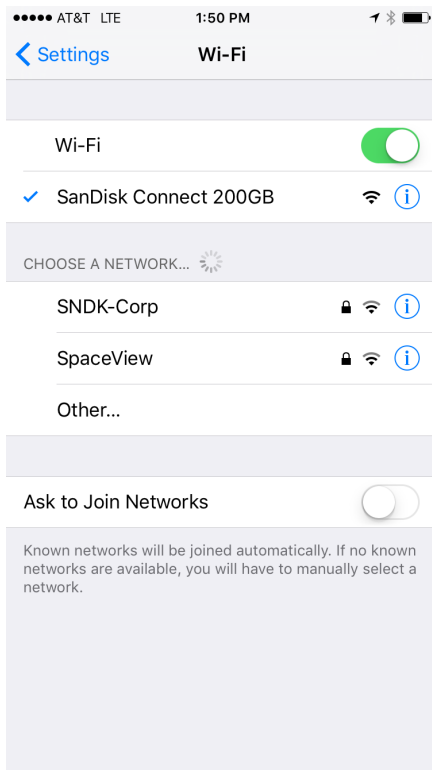 AT&T LTE 1:50 PM
Settings Wi-Fi
Wi-Fi
SanDisk Connect 200GB
CHOOSE A NETWORK...
SNDK-Corp
SpaceView
Other...
Ask to Join Networks
Known networks will be joined automatically. If no known
networks are available, you will have to manually select a
network.